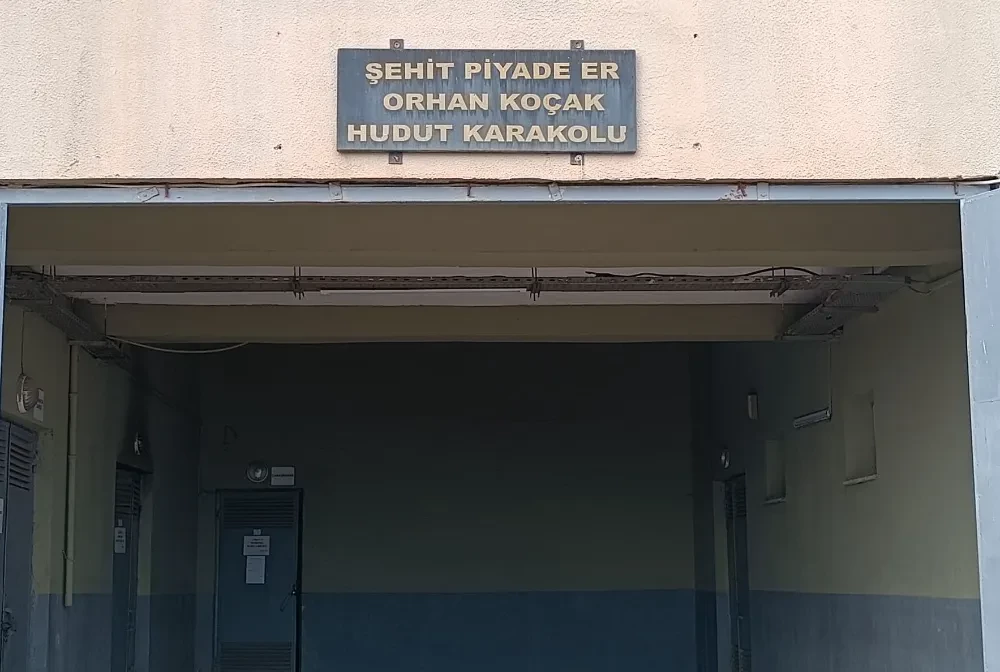 ŞEHİT PİYADE ER
ORHAN KOÇAK
HUDUT KARAKOLU